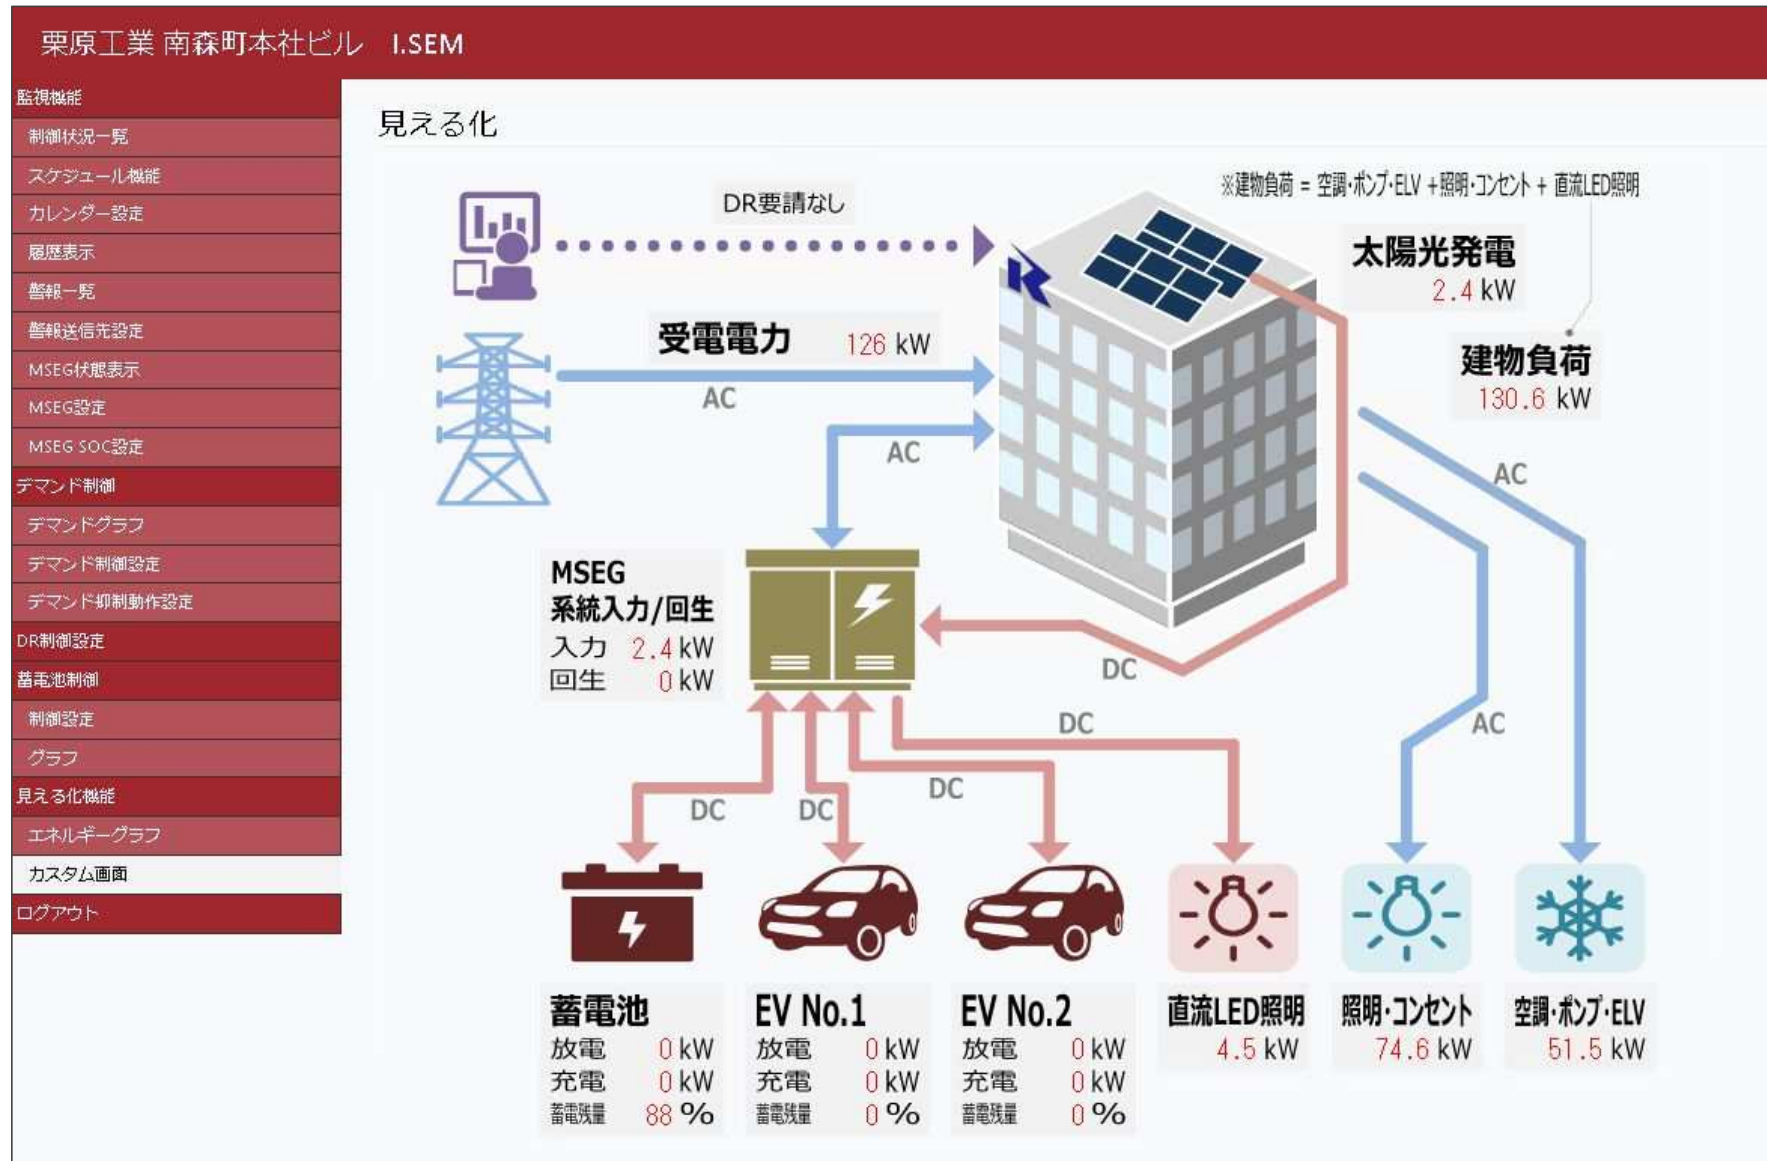 栗原工業 南森町本社ビル I.SEM
監視機能
制御状況一覧
スケジュール機能
カレンダー設定
履歴表示
警報一覧
警報送信先設定
MSEG状態表示
MSEG設定
MSEG SOC設定
デマンド制御
デマンドグラフ
デマンド制御設定
デマンド抑制動作設定
DR制御設定
蓄電池制御
制御設定
グラフ
見える化機能
エネルギーグラフ
カスタム画面
ログアウト
見える化
DR要請なし
※建物負荷 = 空調・ポンプ・ELV +照明・コンセント + 直流LED照明
太陽光発電
2.4 kW
受電電力 126 kW
AC
建物負荷
130.6 kW
AC
AC
MSEG
系統入力/回生
入力 2.4 kW
回生 0 kW
DC
DC
AC
DC
DC
DC
蓄電池
放電 0 kW
充電 0 kW
蓄電残量 88 %
EV No.1
放電 0 kW
充電 0 kW
蓄電残量 0 %
EV No.2
放電 0 kW
充電 0 kW
蓄電残量 0 %
直流LED照明
4.5 kW
照明・コンセント
74.6 kW
空調・ポンプ・ELV
51.5 kW